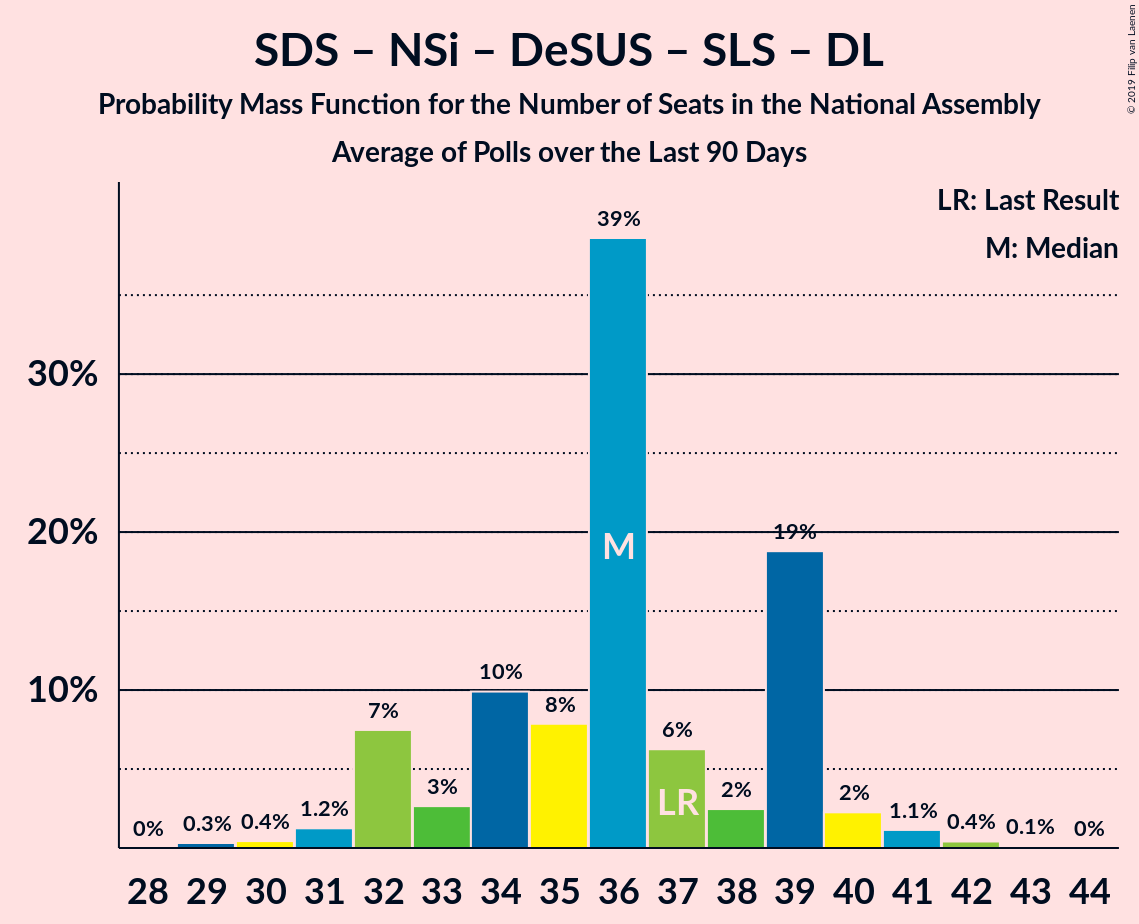 SDS – NSi – DeSUS – SLS – DL
Probability Mass Function for the Number of Seats in the National Assembly
Average of Polls over the Last 90 Days
© 2019 Filip van Laenen
LR: Last Result
M: Median
30%
20%
10%
0%
0.3%
0.4%
1.2%
7%
3%
10%
8%
39%
6%
2%
19%
2%
1.1%
0.4%
0.1%
0%
M
LR
28 29 30 31 32 33 34 35 36 37 38 39 40 41 42 43 44